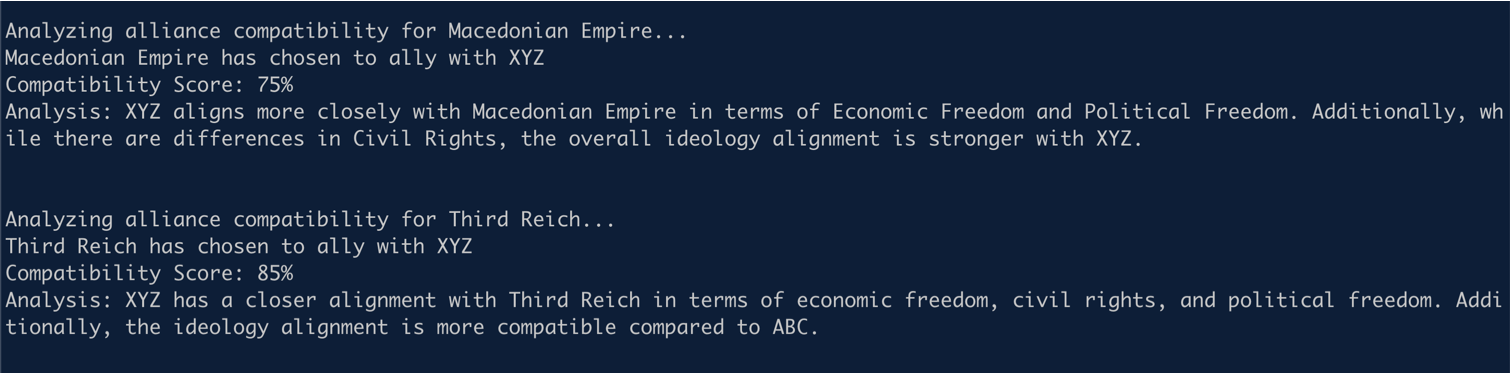 Analyzing alliance compatibility for Macedonian Empire...
Macedonian Empire has chosen to ally with XYZ
Compatibility Score: 75%
Analysis: XYZ aligns more closely with Macedonian Empire in terms of Economic Freedom and Political Freedom. Additionally, wh
ile there are differences in Civil Rights, the overall ideology alignment is stronger with XYZ.
Analyzing alliance compatibility for Third Reich...
Third Reich has chosen to ally with XYZ
Compatibility Score: 85%
Analysis: XYZ has a closer alignment with Third Reich in terms of economic freedom, civil rights, and political freedom. Addi
tionally, the ideology alignment is more compatible compared to ABC.